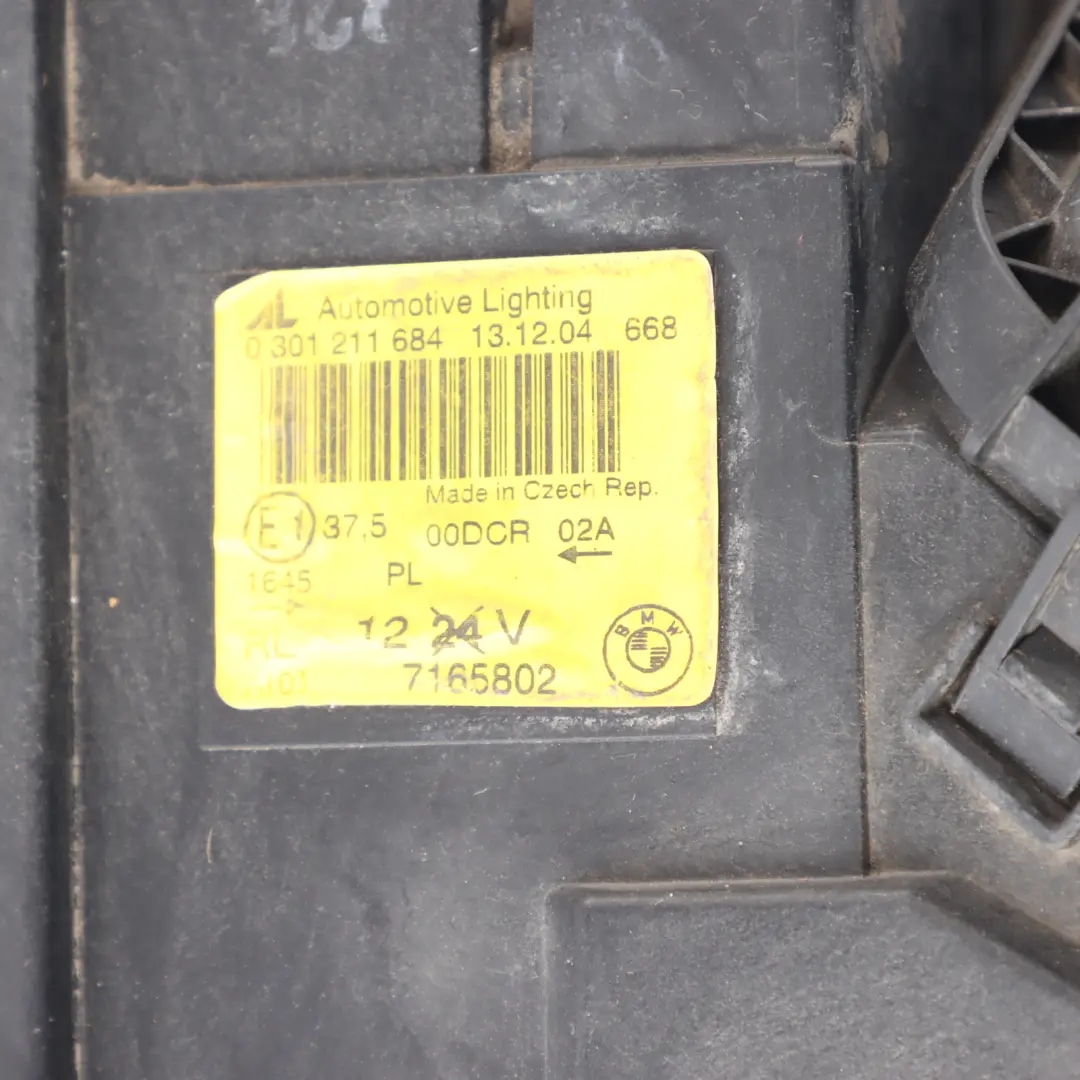 AL Automotive Lighting
0 301 211 684 13.12.04 668
Made in Czech Rep.
E1 37,5 00DCR 02A ←
1645 PL
Y
RL 12 24 V
7165802
BMW